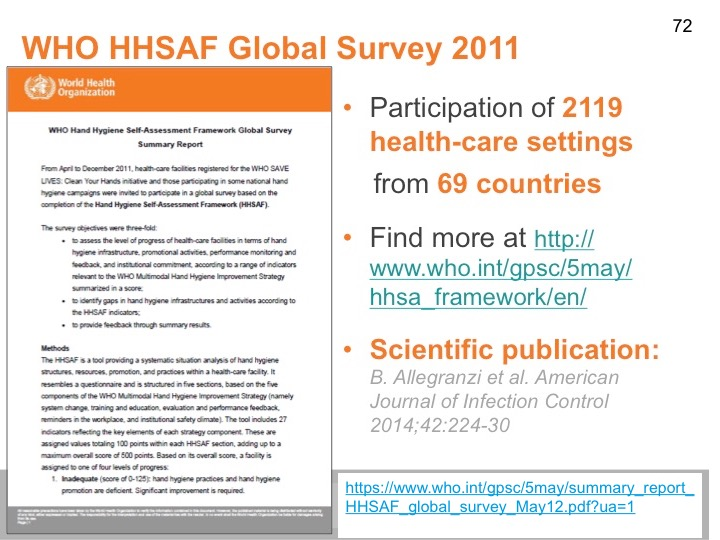 72
WHO HHSAF Global Survey 2011
World Health
Organization
WHO Hand Hygiene Self-Assessment Framework Global Survey
Summary Report
From April to December 2011, health-care facilities registered for the WHO SAVE
LIVES: Clean Your Hands initiative and those participating in some national hand
hygiene campaigns were invited to participate in a global survey based on the
completion of the Hand Hygiene Self-Assessment Framework (HHSAF).
The survey objectives were three-fold:
• to assess the level of progress of health-care facilities in terms of hand
hygiene infrastructure, promotional activities, performance monitoring and
feedback, and institutional commitment, according to a range of indicators
relevant to the WHO Multimodal Hand Hygiene Improvement Strategy
summarized in a score;
• to identify gaps in hand hygiene infrastructures and activities according to
the HHSAF indicators;
• to provide feedback through summary results.
Methods
The HHSAF is a tool providing a systematic situation analysis of hand hygiene
structures, resources, promotion, and practices within a health-care facility. It
resembles a questionnaire and is structured in five sections, based on the five
components of the WHO Multimodal Hand Hygiene Improvement Strategy (namely
system change, training and education, evaluation and performance feedback,
reminders in the workplace, and institutional safety climate). The tool includes 27
indicators reflecting the key elements of each strategy component. These are
assigned values totaling 100 points within each HHSAF section, adding up to a
maximum overall score of 500 points. Based on its overall score, a facility is
assigned to one of four levels of progress:
1. Inadequate (score of 0-125): hand hygiene practices and hand hygiene
promotion are deficient. Significant improvement is required.
• Participation of 2119
health-care settings
from 69 countries
• Find more at http://
www.who.int/gpsc/5may/
hhsa_framework/en/
• Scientific publication:
B. Allegranzi et al. American
Journal of Infection Control
2014;42:224-30
https://www.who.int/gpsc/5may/summary_report_
HHSAF_global_survey_May12.pdf?ua=1